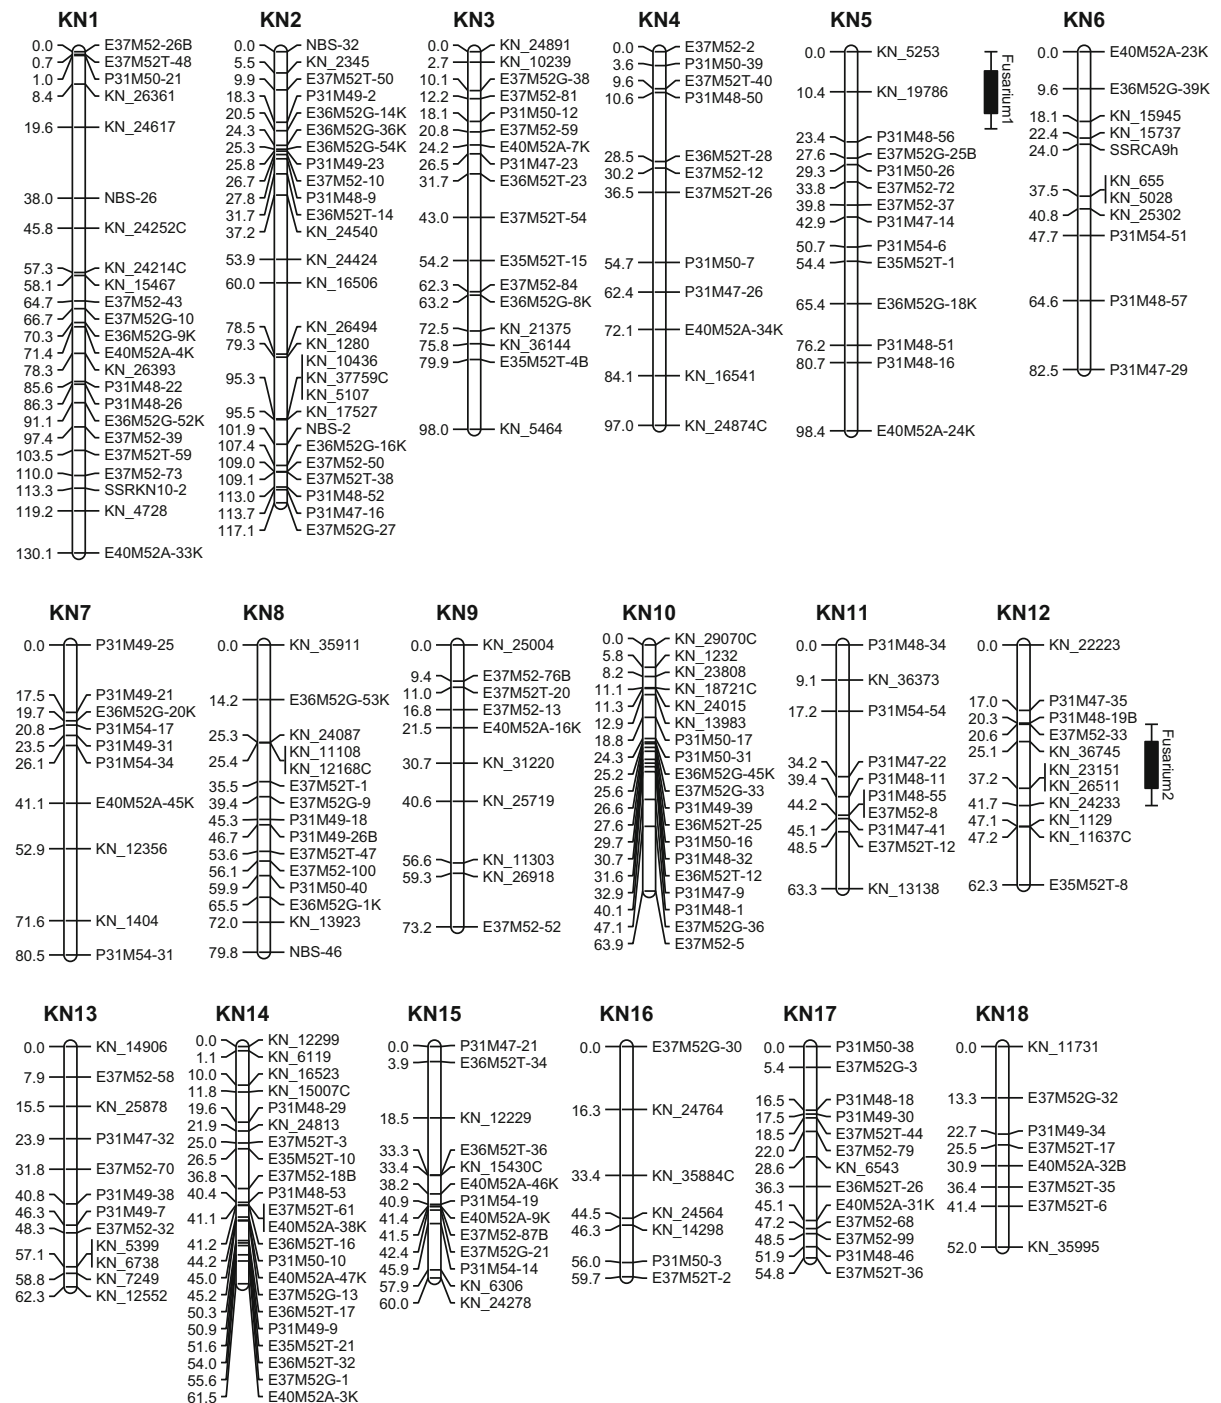 KN1
0.0 E37M52-26B
0.7 E37M52T-48
1.0 P31M50-21
8.4 KN_26361
19.6 KN_24617
38.0 NBS-26
45.8 KN_24252C
57.3 KN_24214C
58.1 KN_15467
64.7 E37M52-43
66.7 E37M52G-10
70.3 E36M52G-9K
71.4 E40M52A-4K
78.3 KN_26393
85.6 P31M48-22
86.3 P31M48-26
91.1 E36M52G-52K
97.4 E37M52-39
103.5 E37M52T-59
110.0 E37M52-73
113.3 SSRKN10-2
119.2 KN_4728
130.1 E40M52A-33K
KN2
0.0 NBS-32
5.5 KN_2345
9.9 E37M52T-50
18.3 P31M49-2
20.5 E36M52G-14K
24.3 E36M52G-36K
25.3 E36M52G-54K
25.8 P31M49-23
26.7 E37M52-10
27.8 P31M48-9
31.7 E36M52T-14
37.2 KN_24540
53.9 KN_24424
60.0 KN_16506
78.5 KN_26494
79.3 KN_1280
KN_10436
95.3 KN_37759C
KN_5107
95.5 KN_17527
101.9 NBS-2
107.4 E36M52G-16K
109.0 E37M52-50
109.1 E37M52T-38
113.0 P31M48-52
113.7 P31M47-16
117.1 E37M52G-27
KN3
0.0 KN_24891
2.7 KN_10239
10.1 E37M52G-38
12.2 E37M52-81
18.1 P31M50-12
20.8 E37M52-59
24.2 E40M52A-7K
26.5 P31M47-23
31.7 E36M52T-23
43.0 E37M52T-54
54.2 E35M52T-15
62.3 E37M52-84
63.2 E36M52G-8K
72.5 KN_21375
75.8 KN_36144
79.9 E35M52T-4B
98.0 KN_5464
KN4
0.0 E37M52-2
3.6 P31M50-39
9.6 E37M52T-40
10.6 P31M48-50
28.5 E36M52T-28
30.2 E37M52-12
36.5 E37M52T-26
54.7 P31M50-7
62.4 P31M47-26
72.1 E40M52A-34K
84.1 KN_16541
97.0 KN_24874C
KN5
0.0 KN_5253
10.4 KN_19786
23.4 P31M48-56
27.6 E37M52G-25B
29.3 P31M50-26
33.8 E37M52-72
39.8 E37M52-37
42.9 P31M47-14
50.7 P31M54-6
54.4 E35M52T-1
65.4 E36M52G-18K
76.2 P31M48-51
80.7 P31M48-16
98.4 E40M52A-24K
Fusarium1
KN6
0.0 E40M52A-23K
9.6 E36M52G-39K
18.1 KN_15945
22.4 KN_15737
24.0 SSRCA9h
37.5 KN_655
KN_5028
40.8 KN_25302
47.7 P31M54-51
64.6 P31M48-57
82.5 P31M47-29
KN7
0.0 P31M49-25
17.5 P31M49-21
19.7 E36M52G-20K
20.8 P31M54-17
23.5 P31M49-31
26.1 P31M54-34
41.1 E40M52A-45K
52.9 KN_12356
71.6 KN_1404
80.5 P31M54-31
KN8
0.0 KN_35911
14.2 E36M52G-53K
25.3 KN_24087
25.4 KN_11108
KN_12168C
35.5 E37M52T-1
39.4 E37M52G-9
45.3 P31M49-18
46.7 P31M49-26B
53.6 E37M52T-47
56.1 E37M52-100
59.9 P31M50-40
65.5 E36M52G-1K
72.0 KN_13923
79.8 NBS-46
KN9
0.0 KN_25004
9.4 E37M52-76B
11.0 E37M52T-20
16.8 E37M52-13
21.5 E40M52A-16K
30.7 KN_31220
40.6 KN_25719
56.6 KN_11303
59.3 KN_26918
73.2 E37M52-52
KN10
0.0 KN_29070C
5.8 KN_1232
8.2 KN_23808
11.1 KN_18721C
11.3 KN_24015
12.9 KN_13983
18.8 P31M50-17
24.3 P31M50-31
25.2 E36M52G-45K
25.6 E37M52G-33
26.6 P31M49-39
27.6 E36M52T-25
29.7 P31M50-16
30.7 P31M48-32
31.6 E36M52T-12
32.9 P31M47-9
40.1 P31M48-1
47.1 E37M52G-36
63.9 E37M52-5
KN11
0.0 P31M48-34
9.1 KN_36373
17.2 P31M54-54
34.2 P31M47-22
39.4 P31M48-11
44.2 P31M48-55
E37M52-8
45.1 P31M47-41
48.5 E37M52T-12
63.3 KN_13138
KN12
0.0 KN_22223
17.0 P31M47-35
20.3 P31M48-19B
20.6 E37M52-33
25.1 KN_36745
37.2 KN_23151
KN_26511
41.7 KN_24233
47.1 KN_1129
47.2 KN_11637C
62.3 E35M52T-8
Fusarium2
KN13
0.0 KN_14906
7.9 E37M52-58
15.5 KN_25878
23.9 P31M47-32
31.8 E37M52-70
40.8 P31M49-38
46.3 P31M49-7
48.3 E37M52-32
57.1 KN_5399
KN_6738
58.8 KN_7249
62.3 KN_12552
KN14
0.0 KN_12299
1.1 KN_6119
10.0 KN_16523
11.8 KN_15007C
19.6 P31M48-29
21.9 KN_24813
25.0 E37M52T-3
26.5 E35M52T-10
36.8 E37M52-18B
40.4 P31M48-53
41.1 E37M52T-61
E40M52A-38K
41.2 E36M52T-16
44.2 P31M50-10
45.0 E40M52A-47K
45.2 E37M52G-13
50.3 E36M52T-17
50.9 P31M49-9
51.6 E35M52T-21
54.0 E36M52T-32
55.6 E37M52G-1
61.5 E40M52A-3K
KN15
0.0 P31M47-21
3.9 E36M52T-34
18.5 KN_12229
33.3 E36M52T-36
33.4 KN_15430C
38.2 E40M52A-46K
40.9 P31M54-19
41.4 E40M52A-9K
41.5 E37M52-87B
42.4 E37M52G-21
45.9 P31M54-14
57.9 KN_6306
60.0 KN_24278
KN16
0.0 E37M52G-30
16.3 KN_24764
33.4 KN_35884C
44.5 KN_24564
46.3 KN_14298
56.0 P31M50-3
59.7 E37M52T-2
KN17
0.0 P31M50-38
5.4 E37M52G-3
16.5 P31M48-18
17.5 P31M49-30
18.5 E37M52T-44
22.0 E37M52-79
28.6 KN_6543
36.3 E36M52T-26
45.1 E40M52A-31K
47.2 E37M52-68
48.5 E37M52-99
51.9 P31M48-46
54.8 E37M52T-36
KN18
0.0 KN_11731
13.3 E37M52G-32
22.7 P31M49-34
25.5 E37M52T-17
30.9 E40M52A-32B
36.4 E37M52T-35
41.4 E37M52T-6
52.0 KN_35995